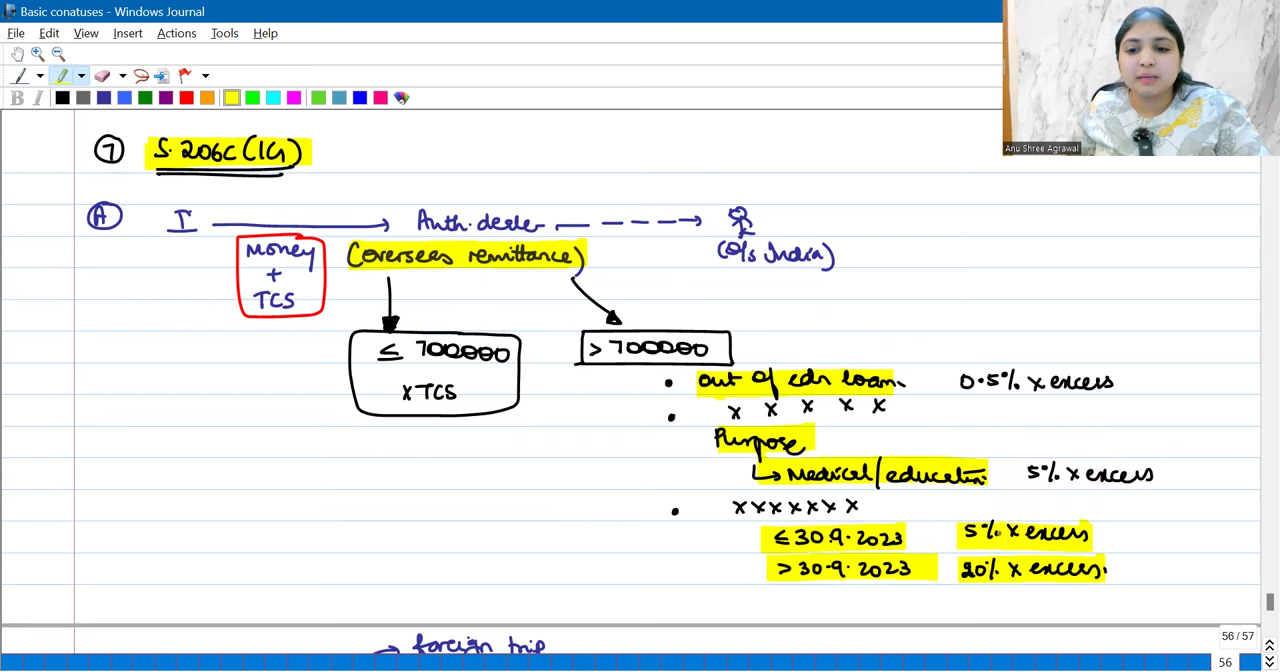 Basic conatuses - Windows Journal
File Edit View Insert Actions Tools Help
B I
Anu Shree Agrawal
7 S. 206C (1G)
A I Auth. dealer
Money + TCS (overseas remittance) (O/s India)
≤ 700000 > 700000
x TCS
• out of edn loan. 0.5% x excess
• x x x x x
Purpose
↳ Medical/education 5% x excess
• xxxxxxx
≤ 30.9.2023 5% x excess
> 30.9.2023 20% x excess.
→ foreign trip
56 / 57
56